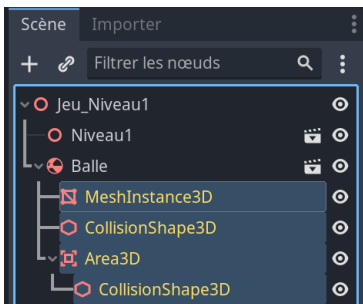 Scène Importer
Filtrer les nœuds
Jeu_Niveau1
Niveau1
Balle
MeshInstance3D
CollisionShape3D
Area3D
CollisionShape3D